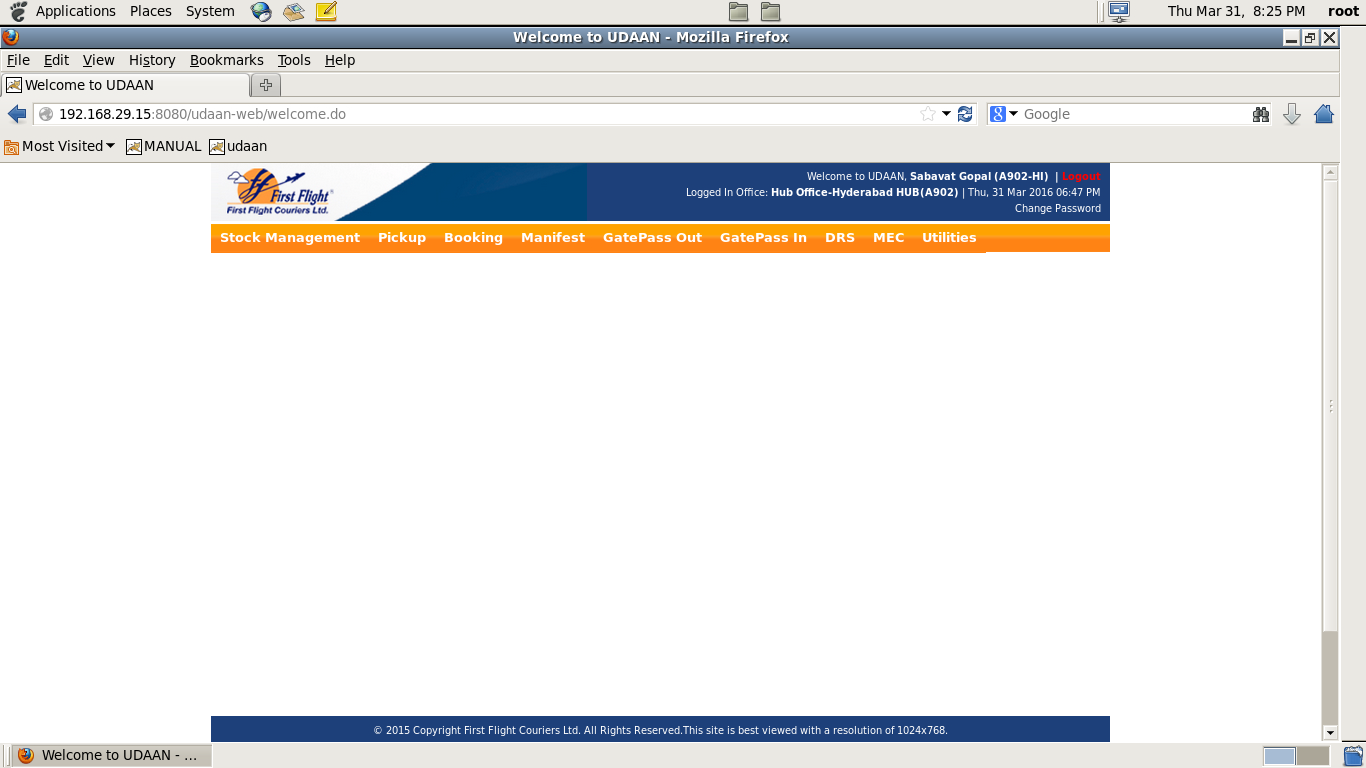 Applications Places System Thu Mar 31, 8:25 PM root
Welcome to UDAAN - Mozilla Firefox
File Edit View History Bookmarks Tools Help
Welcome to UDAAN
192.168.29.15:8080/udaan-web/welcome.do Google
Most Visited MANUAL udaan
First Flight
First Flight Couriers Ltd.
Welcome to UDAAN, Sabavat Gopal (A902-HI) | Logout
Logged In Office: Hub Office-Hyderabad HUB(A902) | Thu, 31 Mar 2016 06:47 PM
Change Password
Stock Management Pickup Booking Manifest GatePass Out GatePass In DRS MEC Utilities
© 2015 Copyright First Flight Couriers Ltd. All Rights Reserved.This site is best viewed with a resolution of 1024x768.
Welcome to UDAAN - ...